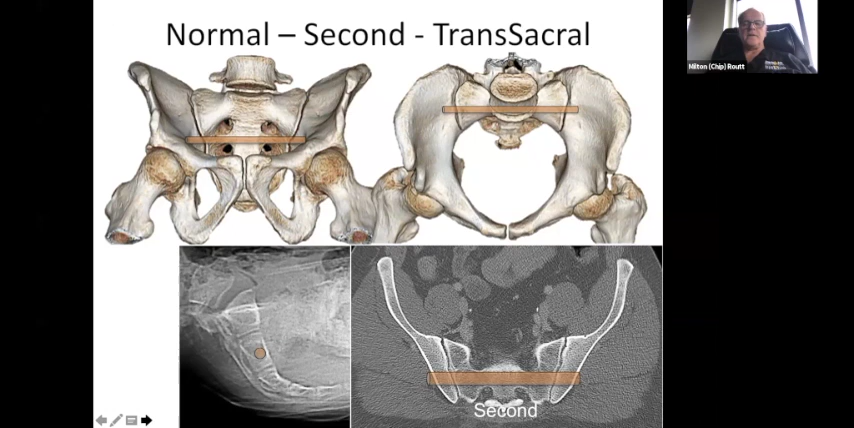 Normal – Second - TransSacral
Milton (Chip) Routt
Second